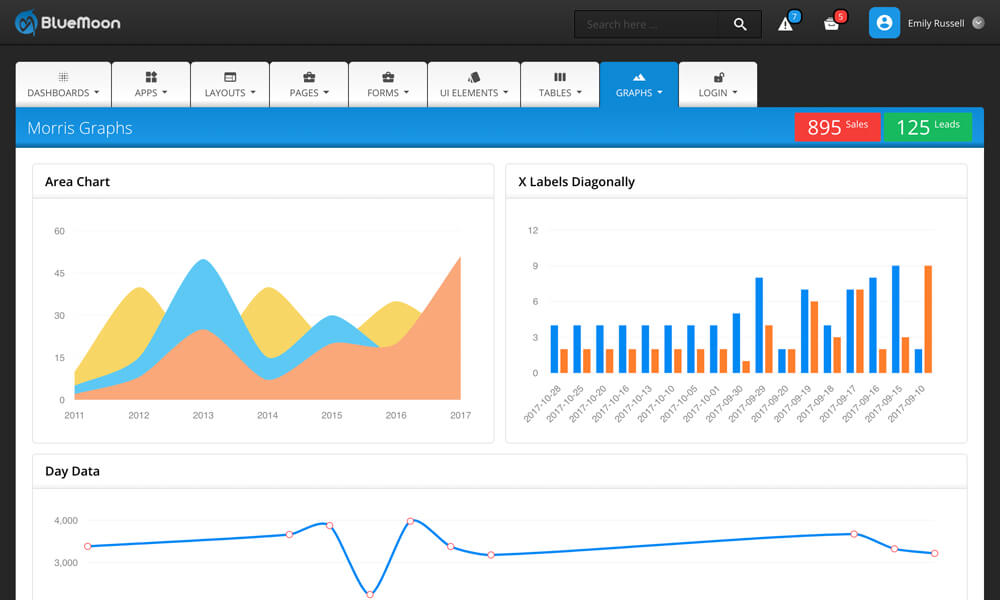 BLUEMOON
Search here ...
7
5
Emily Russell
DASHBOARDS
APPS
LAYOUTS
PAGES
FORMS
UI ELEMENTS
TABLES
GRAPHS
LOGIN
Morris Graphs
895 Sales
125 Leads
Area Chart
60
45
30
15
0
2011 2012 2013 2014 2015 2016 2017
X Labels Diagonally
12
9
6
3
0
2017-10-28 2017-10-25 2017-10-20 2017-10-16 2017-10-13 2017-10-10 2017-10-05 2017-10-01 2017-09-30 2017-09-29 2017-09-20 2017-09-19 2017-09-18 2017-09-17 2017-09-16 2017-09-15 2017-09-10
Day Data
4,000
3,000